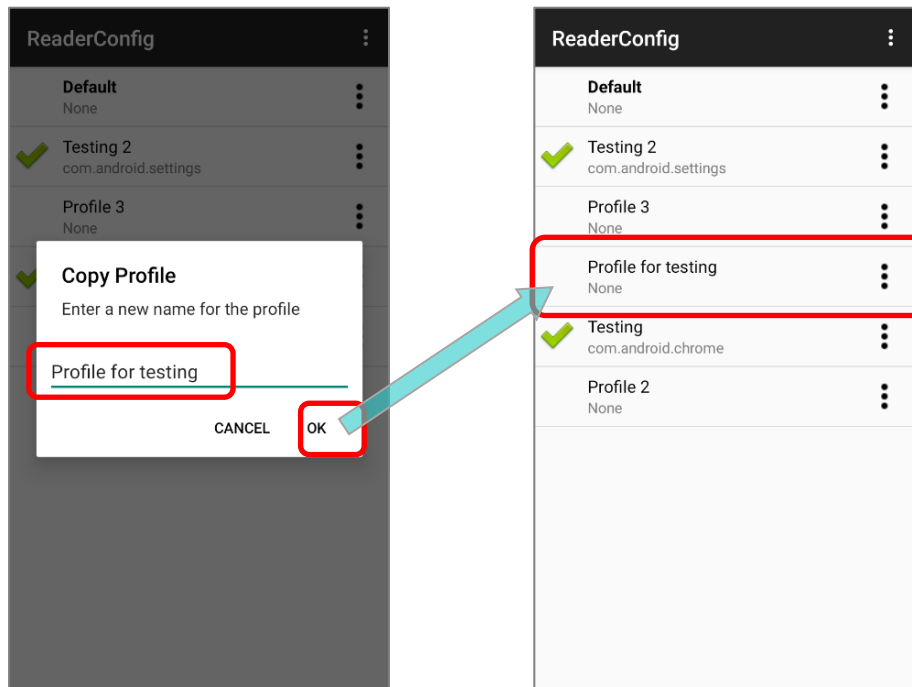 ReaderConfig
Default
None
Testing 2
com.android.settings
Profile 3
None
Copy Profile
Enter a new name for the profile
Profile for testing
CANCEL
OK
ReaderConfig
Default
None
Testing 2
com.android.settings
Profile 3
None
Profile for testing
None
Testing
com.android.chrome
Profile 2
None